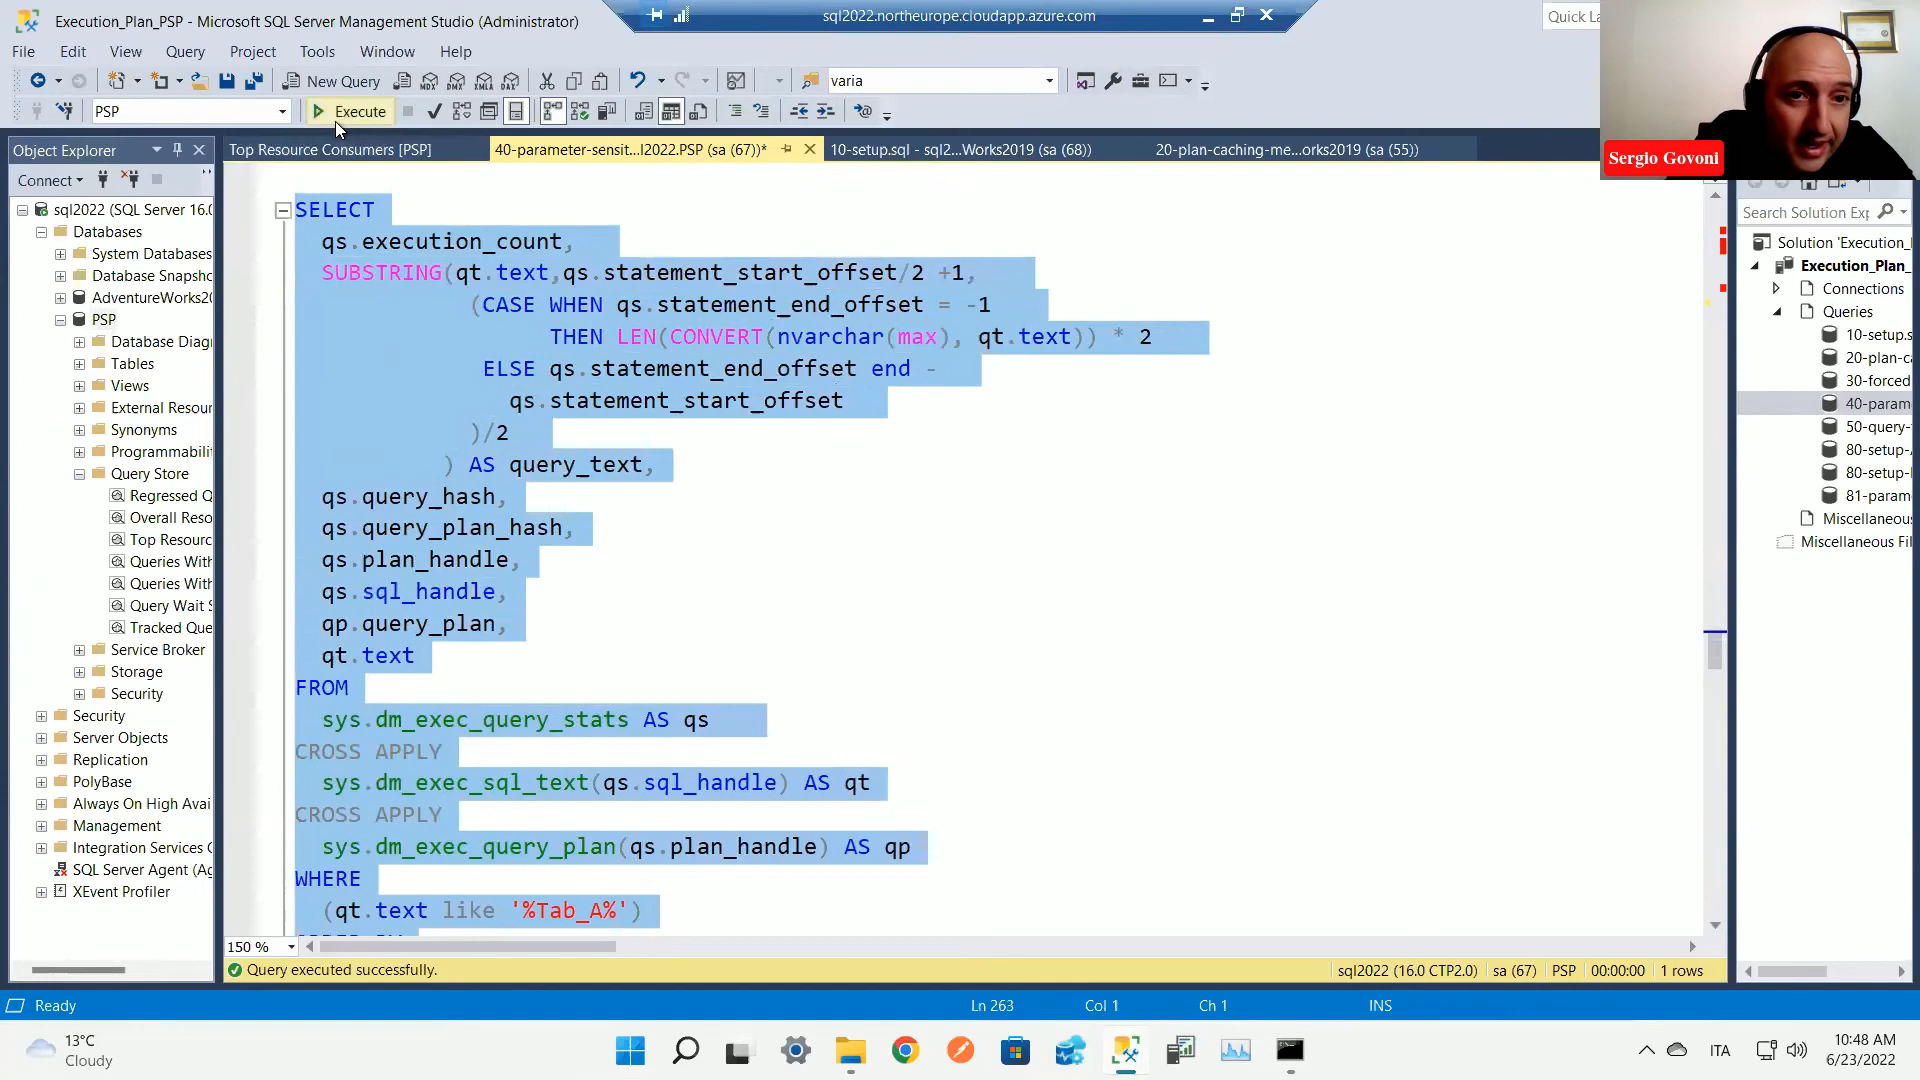 Execution_Plan_PSP - Microsoft SQL Server Management Studio (Administrator)
sql2022.northeurope.cloudapp.azure.com
Quick La
File Edit View Query Project Tools Window Help
New Query
varia
PSP
Execute
Sergio Govoni
Object Explorer
Connect
sql2022 (SQL Server 16.0
Databases
System Databases
Database Snapsho
AdventureWorks20
PSP
Database Diag
Tables
Views
External Resour
Synonyms
Programmabili
Query Store
Regressed Q
Overall Reso
Top Resourc
Queries With
Queries With
Query Wait S
Tracked Que
Service Broker
Storage
Security
Security
Server Objects
Replication
PolyBase
Always On High Avai
Management
Integration Services C
SQL Server Agent (Ag
XEvent Profiler
Top Resource Consumers [PSP]
40-parameter-sensit...l2022.PSP (sa (67))*
10-setup.sql - sql2...Works2019 (sa (68))
20-plan-caching-me...orks2019 (sa (55))
SELECT
qs.execution_count,
SUBSTRING(qt.text,qs.statement_start_offset/2 +1,
(CASE WHEN qs.statement_end_offset = -1
THEN LEN(CONVERT(nvarchar(max), qt.text)) * 2
ELSE qs.statement_end_offset end -
qs.statement_start_offset
)/2
) AS query_text,
qs.query_hash,
qs.query_plan_hash,
qs.plan_handle,
qs.sql_handle,
qp.query_plan,
qt.text
FROM
sys.dm_exec_query_stats AS qs
CROSS APPLY
sys.dm_exec_sql_text(qs.sql_handle) AS qt
CROSS APPLY
sys.dm_exec_query_plan(qs.plan_handle) AS qp
WHERE
(qt.text like '%Tab_A%')
150 %
Query executed successfully.
sql2022 (16.0 CTP2.0) sa (67) PSP 00:00:00 1 rows
Search Solution Exp
Solution 'Execution_
Execution_Plan_
Connections
Queries
10-setup.s
20-plan-ca
30-forced
40-param
50-query-
80-setup-
80-setup-
81-param
Miscellaneous
Miscellaneous Fil
Ready
Ln 263
Col 1
Ch 1
INS
13°C
Cloudy
ITA
10:48 AM
6/23/2022